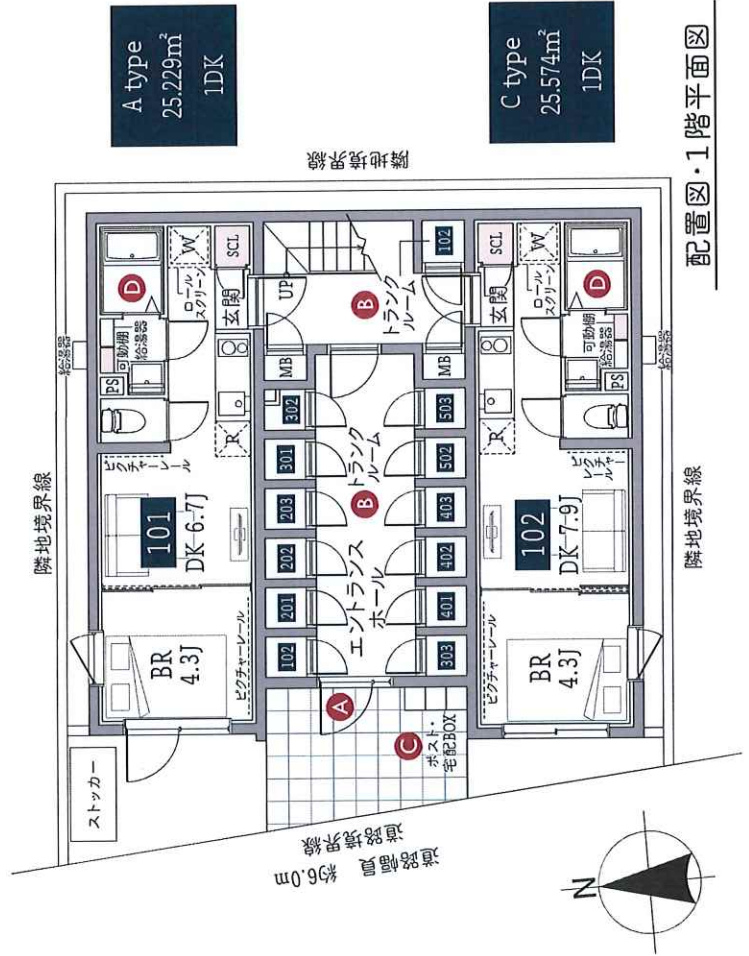 A type
25.229m²
1DK
C type
25.574m²
1DK
配置図・1階平面図
隣地境界線
隣地境界線
隣地境界線
道路境界線
道路幅員 約6.0m
ストッカー
給湯器
D
W
SCL
ロール
スクリーン
玄関
可動棚
給湯器
PS
R
ピクチャーレール
101
DK 6.7J
BR
4.3J
ピクチャーレール
UP
B
トランク
ルーム
102
MB
MB
102
201
202
203
301
302
エントランス
ホール
B
トランク
ルーム
303
401
402
403
502
503
A
C
ポスト・
宅配BOX
SCL
W
玄関
ロール
スクリーン
D
可動棚
給湯器
PS
R
給湯器
ピクチャー
レール
102
DK 7.9J
BR
4.3J
ピクチャーレール
N